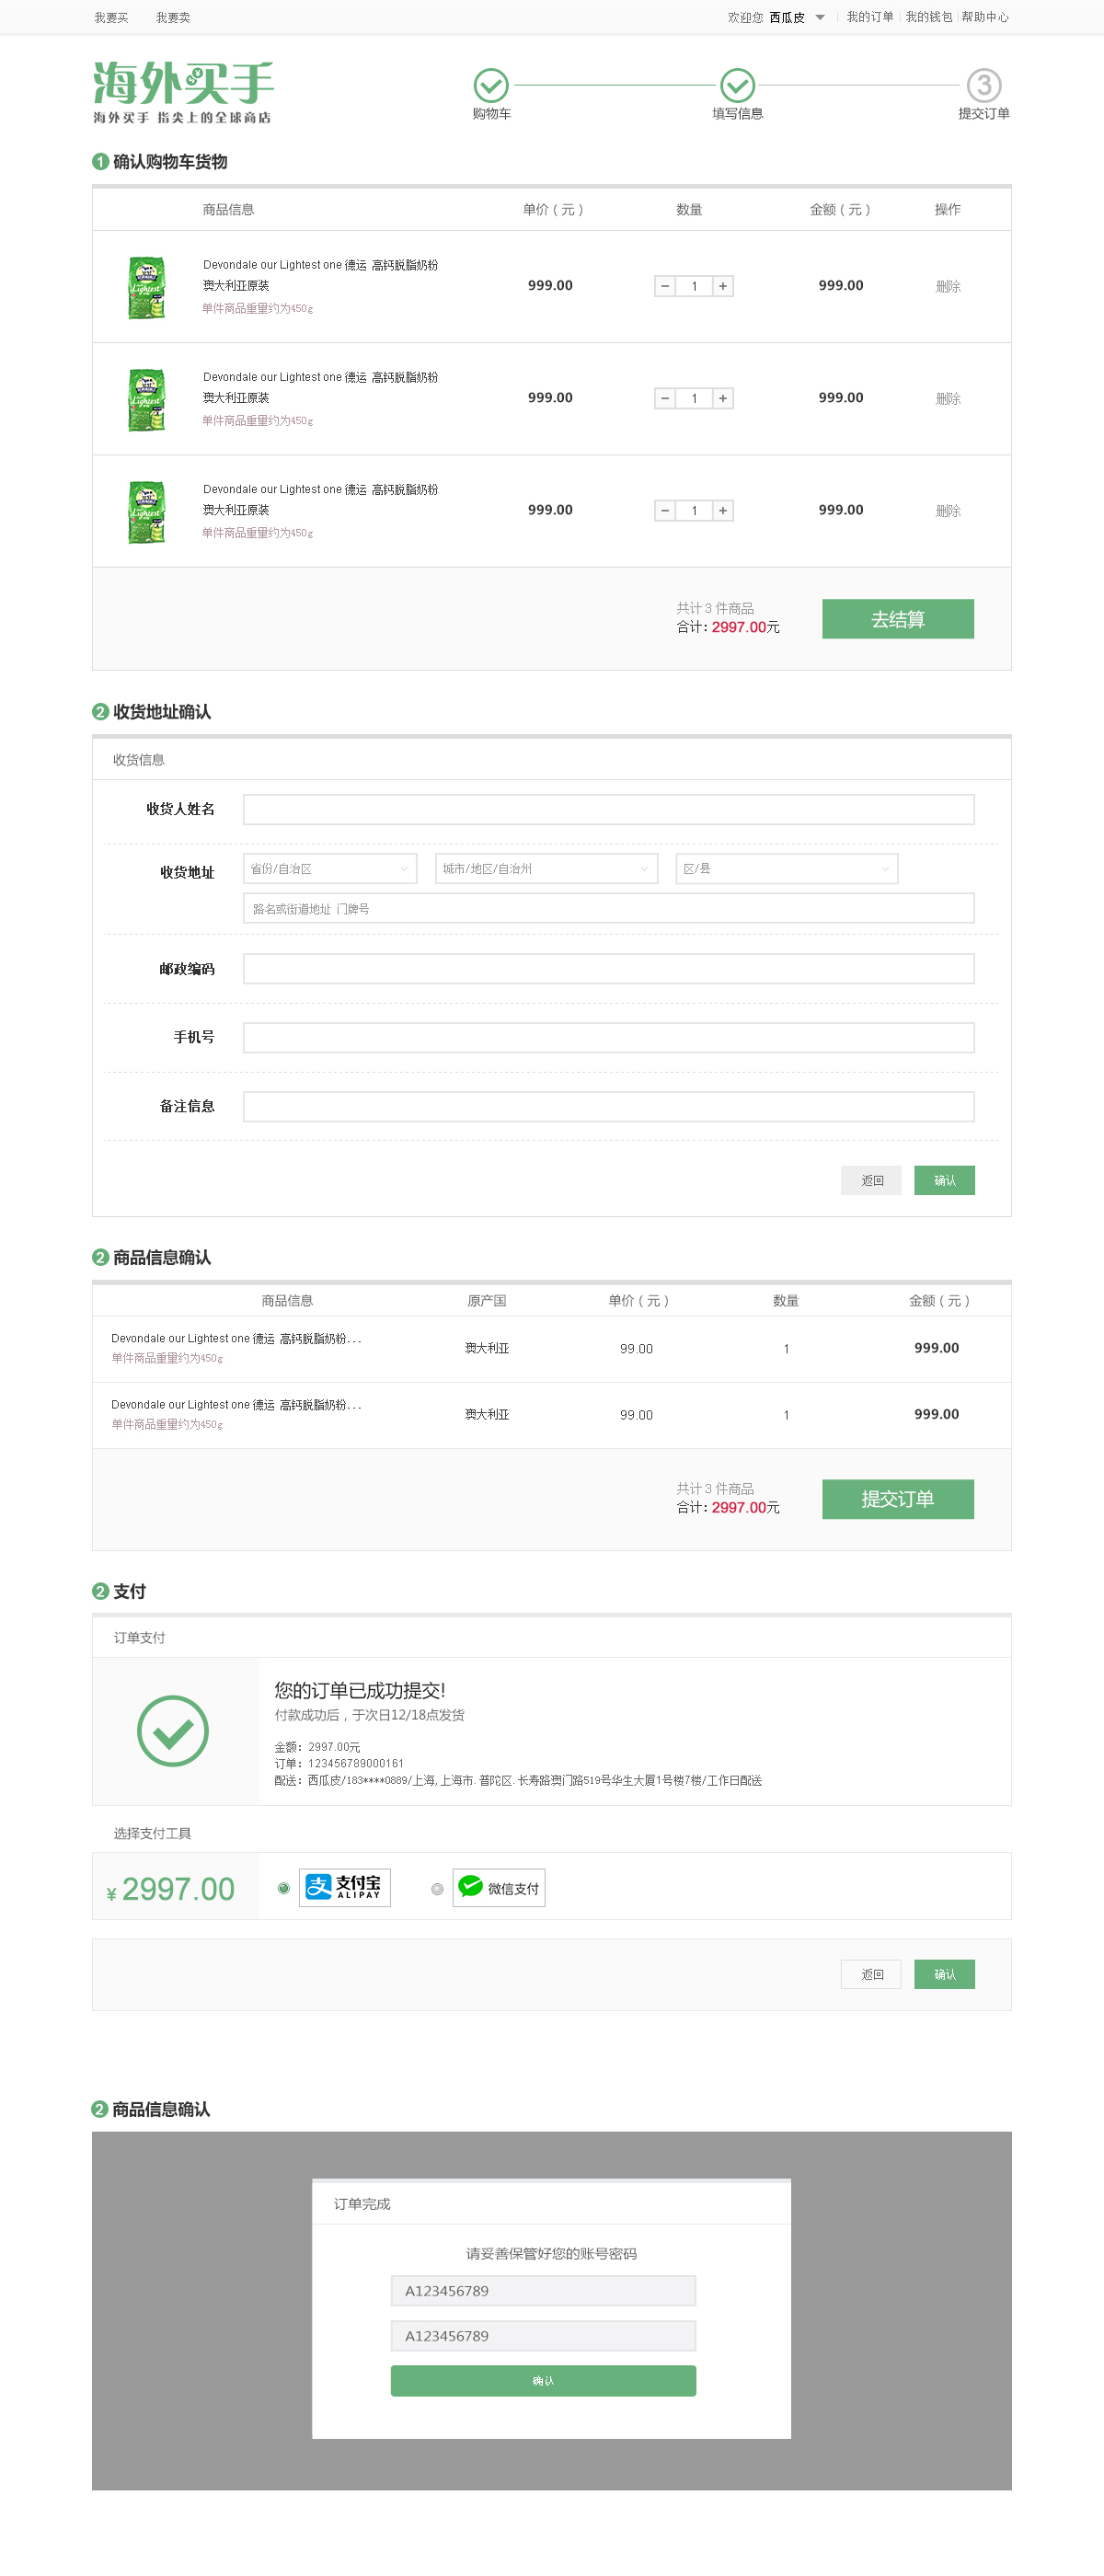 我要买 我要卖 欢迎您 西瓜皮 我的订单 我的钱包 帮助中心
海外买手
海外买手 指尖上的全球商店
3
购物车 填写信息 提交订单
1 确认购物车货物
商品信息 单价（元） 数量 金额（元） 操作
Devondale our Lightest one 德运 高钙脱脂奶粉
澳大利亚原装
单件商品重量约为450g
999.00 − 1 + 999.00 删除
Devondale our Lightest one 德运 高钙脱脂奶粉
澳大利亚原装
单件商品重量约为450g
999.00 − 1 + 999.00 删除
Devondale our Lightest one 德运 高钙脱脂奶粉
澳大利亚原装
单件商品重量约为450g
999.00 − 1 + 999.00 删除
共计 3 件商品
合计：2997.00元
去结算
2 收货地址确认
收货信息
收货人姓名
收货地址 省份/自治区 城市/地区/自治州 区/县
路名或街道地址 门牌号
邮政编码
手机号
备注信息
返回 确认
2 商品信息确认
商品信息 原产国 单价（元） 数量 金额（元）
Devondale our Lightest one 德运 高钙脱脂奶粉...
单件商品重量约为450g
澳大利亚 99.00 1 999.00
Devondale our Lightest one 德运 高钙脱脂奶粉...
单件商品重量约为450g
澳大利亚 99.00 1 999.00
共计 3 件商品
合计：2997.00元
提交订单
2 支付
订单支付
您的订单已成功提交!
付款成功后，于次日12/18点发货
金额：2997.00元
订单：123456789000161
配送：西瓜皮/183****0889/上海,上海市.普陀区.长寿路澳门路519号华生大厦1号楼7楼/工作日配送
选择支付工具
¥ 2997.00 支 支付宝 ALIPAY 微信支付
返回 确认
2 商品信息确认
订单完成
请妥善保管好您的账号密码
A123456789
A123456789
确认